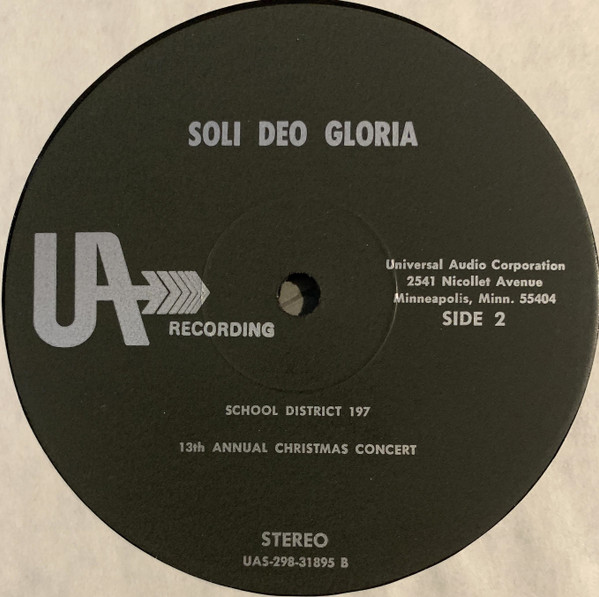 SOLI DEO GLORIA
UA
RECORDING
Universal Audio Corporation
2541 Nicollet Avenue
Minneapolis, Minn. 55404
SIDE 2
SCHOOL DISTRICT 197
13th ANNUAL CHRISTMAS CONCERT
STEREO
UAS-298-31895 B